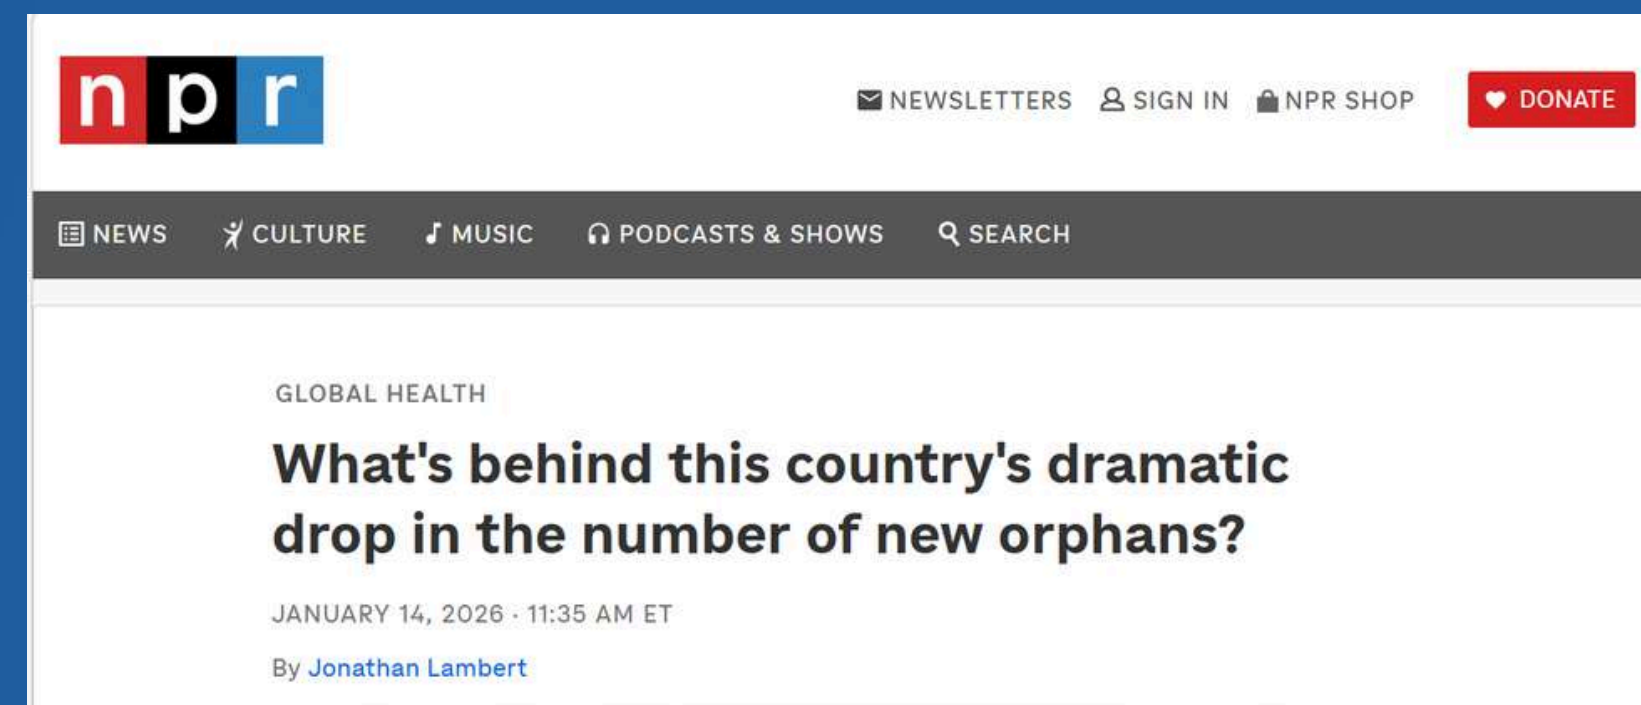 npr
NEWSLETTERS SIGN IN NPR SHOP DONATE
NEWS CULTURE MUSIC PODCASTS & SHOWS SEARCH
GLOBAL HEALTH
What's behind this country's dramatic
drop in the number of new orphans?
JANUARY 14, 2026 · 11:35 AM ET
By Jonathan Lambert